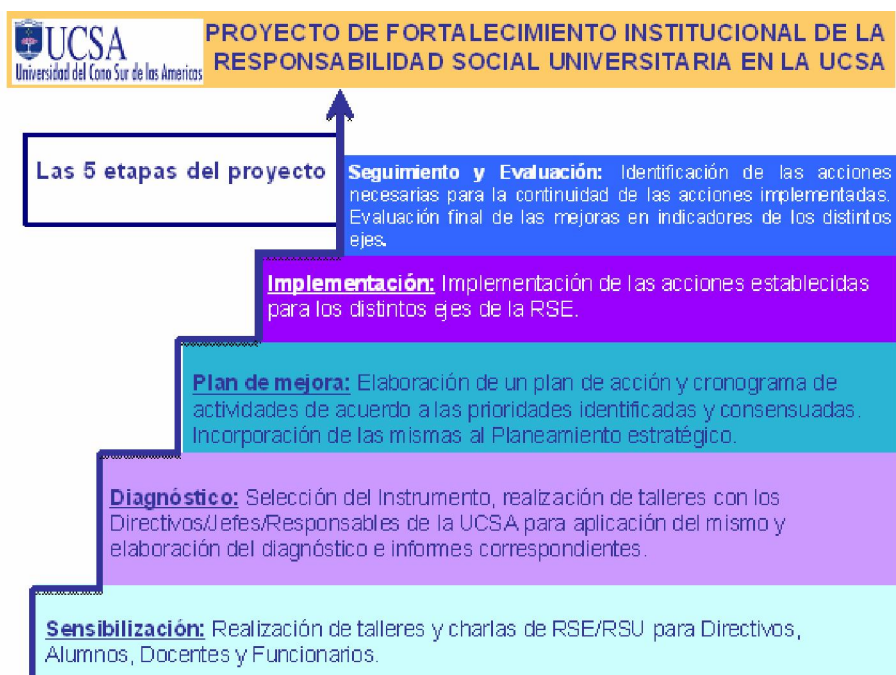 UCSA
Universidad del Cono Sur de las Americas
PROYECTO DE FORTALECIMIENTO INSTITUCIONAL DE LA
RESPONSABILIDAD SOCIAL UNIVERSITARIA EN LA UCSA
Las 5 etapas del proyecto
Seguimiento y Evaluación: Identificación de las acciones
necesarias para la continuidad de las acciones implementadas.
Evaluación final de las mejoras en indicadores de los distintos
ejes.
Implementación: Implementación de las acciones establecidas
para los distintos ejes de la RSE.
Plan de mejora: Elaboración de un plan de acción y cronograma de
actividades de acuerdo a las prioridades identificadas y consensuadas.
Incorporación de las mismas al Planeamiento estratégico.
Diagnóstico: Selección del Instrumento, realización de talleres con los
Directivos/Jefes/Responsables de la UCSA para aplicación del mismo y
elaboración del diagnóstico e informes correspondientes.
Sensibilización: Realización de talleres y charlas de RSE/RSU para Directivos,
Alumnos, Docentes y Funcionarios.